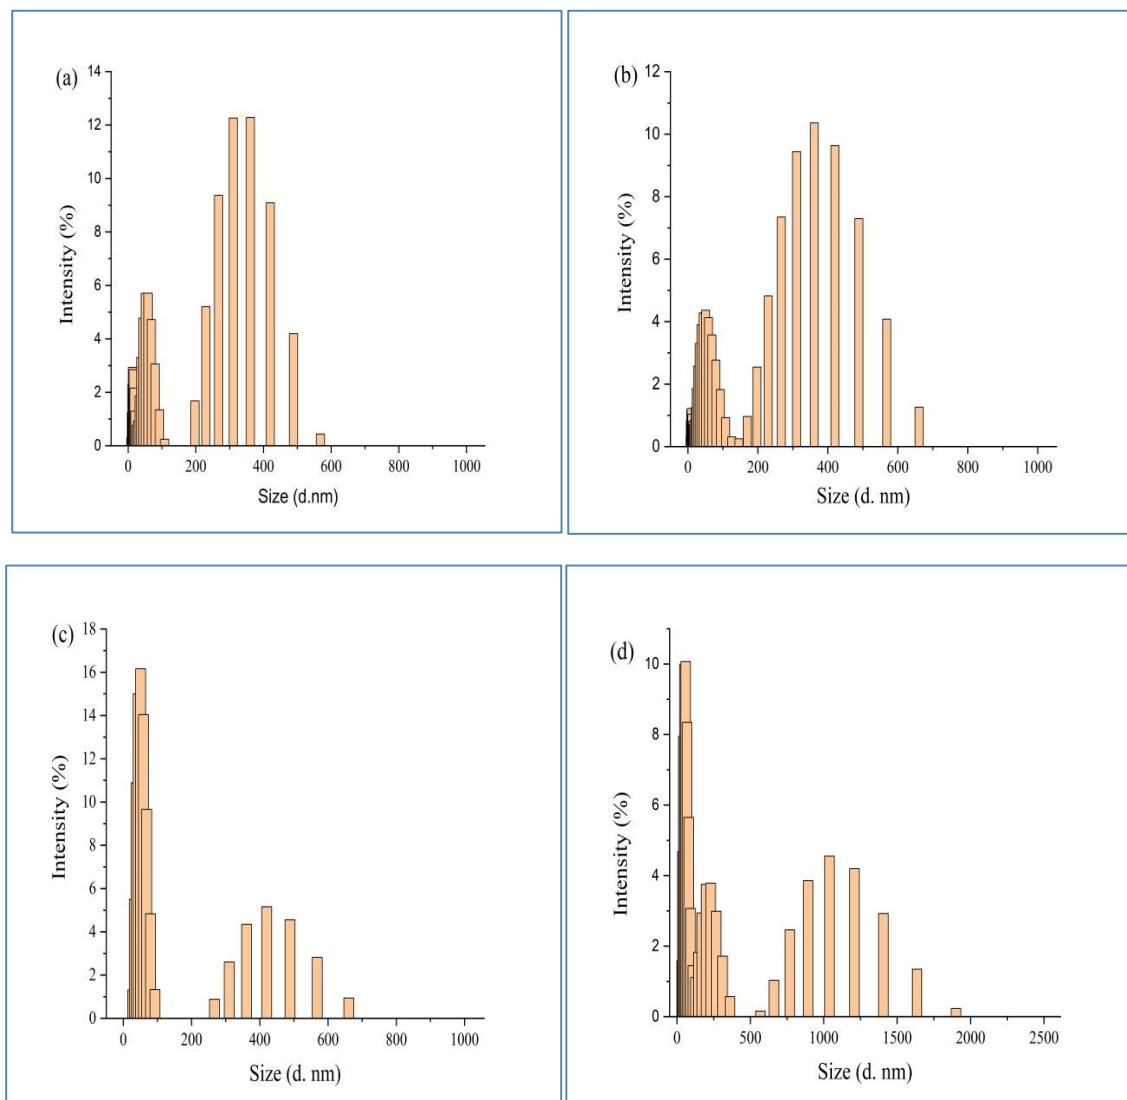 (a)
14
12
10
8
6
4
2
0
Intensity (%)
0 200 400 600 800 1000
Size (d.nm)
(b)
12
10
8
6
4
2
0
Intensity (%)
0 200 400 600 800 1000
Size (d. nm)
(c)
18
16
14
12
10
8
6
4
2
0
Intensity (%)
0 200 400 600 800 1000
Size (d. nm)
(d)
10
8
6
4
2
0
Intensity (%)
0 500 1000 1500 2000 2500
Size (d. nm)